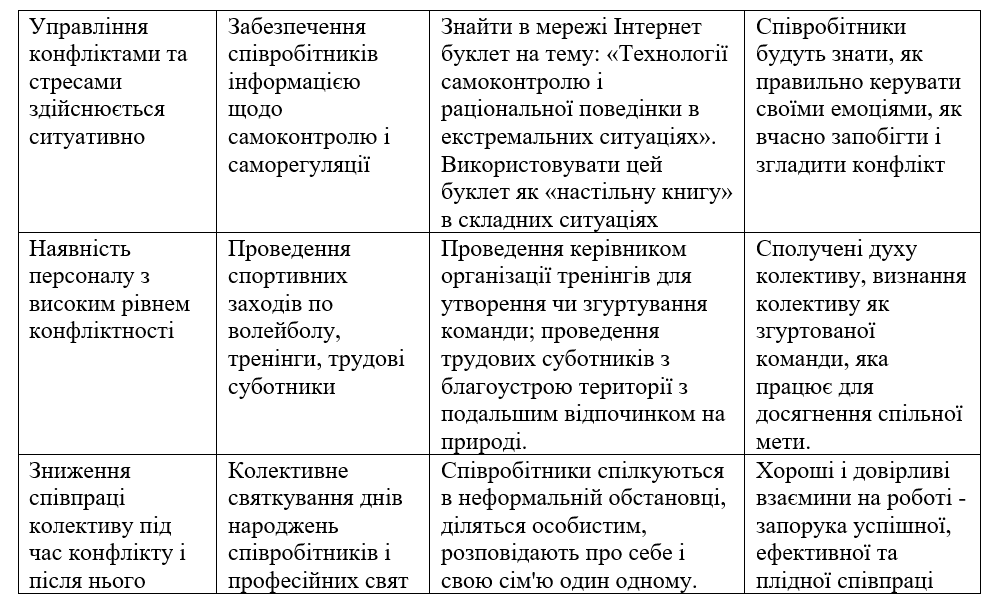 Управління
конфліктами та
стресами
здійснюється
ситуативно
Забезпечення
співробітників
інформацією
щодо
самоконтролю і
саморегуляції
Знайти в мережі Інтернет
буклет на тему: «Технології
самоконтролю і
раціональної поведінки в
екстремальних ситуаціях».
Використовувати цей
буклет як «настільну книгу»
в складних ситуаціях
Співробітники
будуть знати, як
правильно керувати
своїми емоціями, як
вчасно запобігти і
згладити конфлікт
Наявність
персоналу з
високим рівнем
конфліктності
Проведення
спортивних
заходів по
волейболу,
тренінги, трудові
суботники
Проведення керівником
організації тренінгів для
утворення чи згуртування
команди; проведення
трудових суботників з
благоустрою території з
подальшим відпочинком на
природі.
Сполучені духу
колективу, визнання
колективу як
згуртованої
команди, яка
працює для
досягнення спільної
мети.
Зниження
співпраці
колективу під
час конфлікту і
після нього
Колективне
святкування днів
народжень
співробітників і
професійних свят
Співробітники спілкуються
в неформальній обстановці,
діляться особистим,
розповідають про себе і
свою сім'ю один одному.
Хороші і довірливі
взаємини на роботі -
запорука успішної,
ефективної та
плідної співпраці